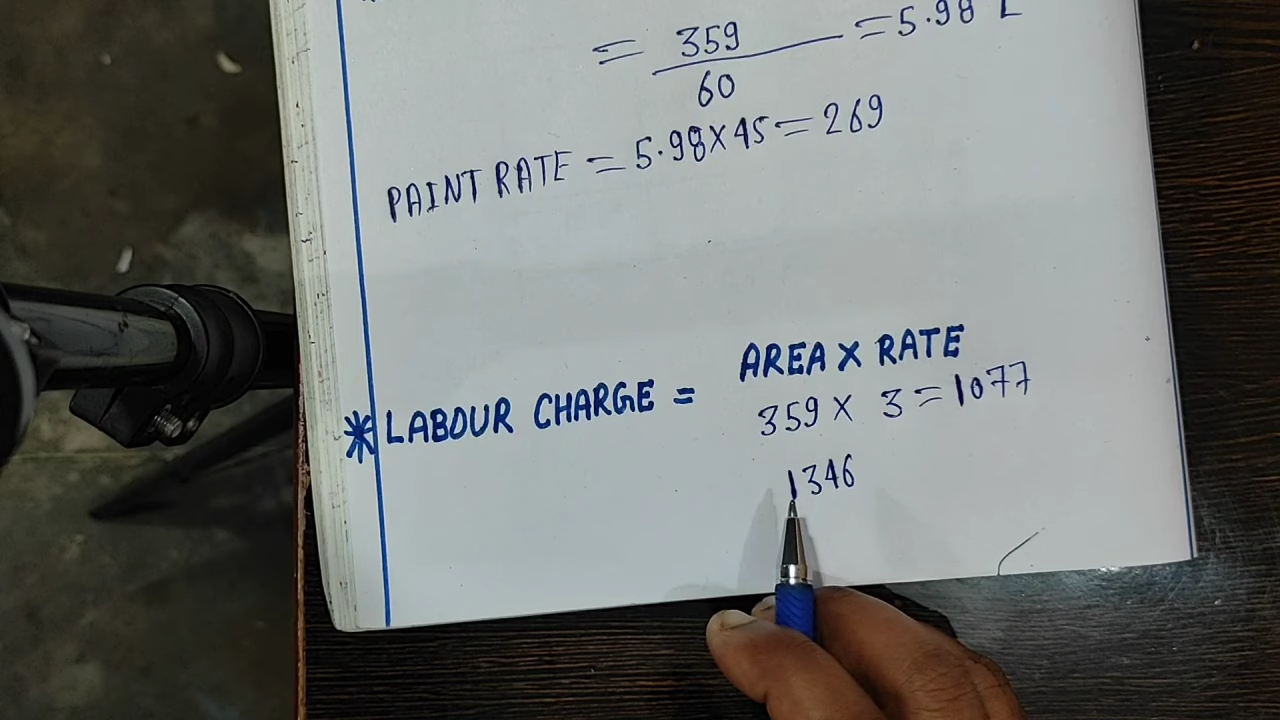 = 359 = 5.98 L
60
PAINT RATE = 5.98 X 45 = 269
* LABOUR CHARGE = AREA X RATE
359 X 3 = 1077
1346